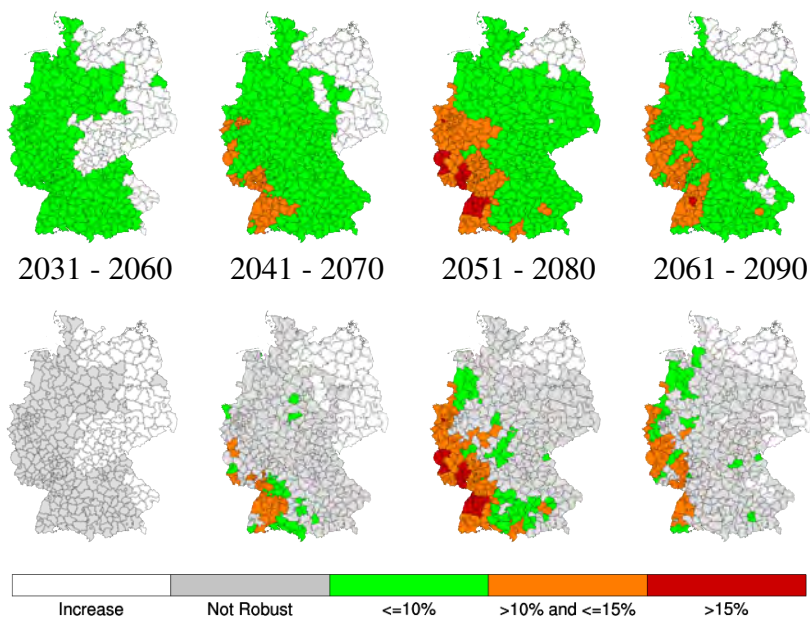 2031 - 2060 2041 - 2070 2051 - 2080 2061 - 2090
Increase Not Robust <=10% >10% and <=15% >15%